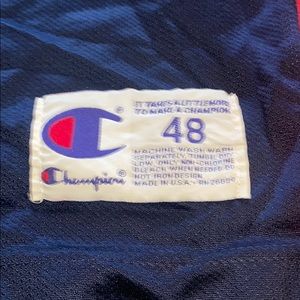 IT TAKES A LITTLE MORE
TO MAKE A CHAMPION
48
MACHINE WASH WARM
SEPARATELY, TUMBLE DRY
LOW. ONLY NON-CHLORINE
BLEACH WHEN NEEDED DO
NOT IRON DESIGN
MADE IN U.S.A.
Champion